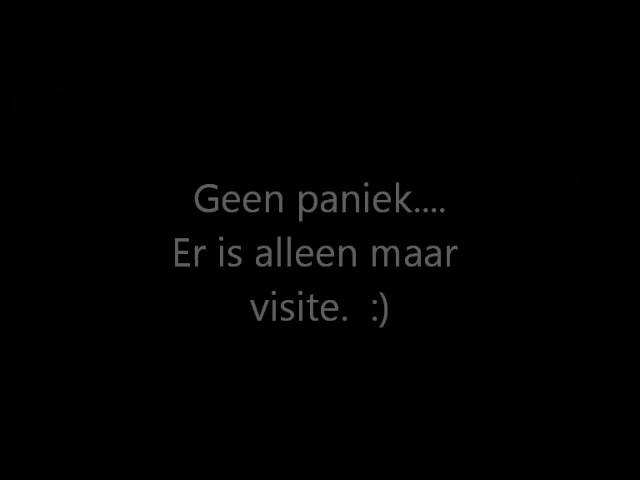 Geen paniek....
Er is alleen maar
visite.  :)